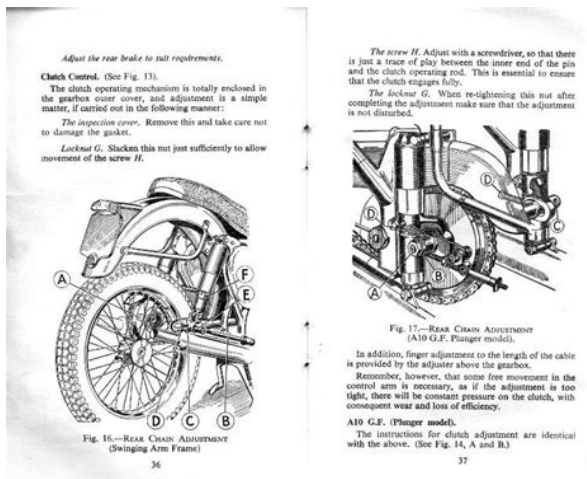 Adjust the rear brake to suit requirements.
Clutch Control. (See Fig. 13).
The clutch operating mechanism is totally enclosed in
the gearbox outer cover, and adjustment is a simple
matter, if carried out in the following manner:
The inspection cover. Remove this and take care not
to damage the gasket.
Locknut G. Slacken this nut just sufficiently to allow
movement of the screw H.
A
F
E
D
C
B
Fig. 16.—Rear Chain Adjustment
(Swinging Arm Frame)
36
The screw H. Adjust with a screwdriver, so that there
is just a trace of play between the inner end of the pin
and the clutch operating rod. This is essential to ensure
that the clutch engages fully.
The locknut G. When re-tightening this nut after
completing the adjustment make sure that the adjustment
is not disturbed.
D
D
C
B
A
Fig. 17.—Rear Chain Adjustment
(A10 G.F. Plunger model).
In addition, finger adjustment to the length of the cable
is provided by the adjuster above the gearbox.
Remember, however, that some free movement in the
control arm is necessary, as if the adjustment is too
tight, there will be constant pressure on the clutch, with
consequent wear and loss of efficiency.
A10 G.F. (Plunger model).
The instructions for clutch adjustment are identical
with the above. (See Fig. 14, A and B.)
37